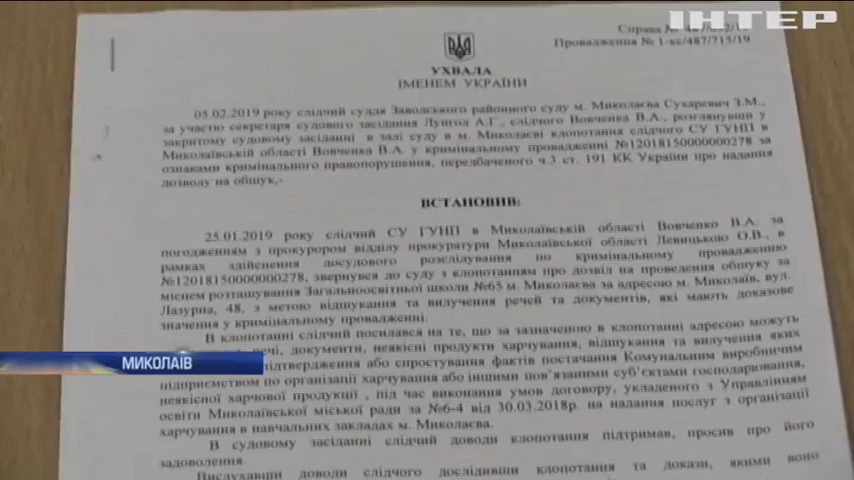 ІНТЕР
Справа №
Провадження № 1-кс/487/715/19
УХВАЛА
ІМЕНЕМ УКРАЇНИ
05.02.2019 року слідчий суддя Заводського районного суду м. Миколаєва Сухаревич З.М.,
за участю секретаря судового засідання Лунгол А.Г., слідчого Вовченка В.А., розглянувши у
закритому судовому засіданні в залі суду в м. Миколаєві клопотання слідчого СУ ГУНП в
Миколаївській області Вовченка В.А. у кримінальному провадженні №12018150000000278 за
ознаками кримінального правопорушення, передбаченого ч.3 ст. 191 КК України про надання
дозволу на обшук,-
ВСТАНОВИВ:
25.01.2019 року слідчий СУ ГУНП в Миколаївській області Вовченко В.А. за
погодженням з прокурором відділу прокуратури Миколаївської області Левицькою О.В., в
рамках здійснення досудового розслідування по кримінальному провадженню
№12018150000000278, звернувся до суду з клопотанням про дозвіл на проведення обшуку за
місцем розташування Загальноосвітньої школи №65 м. Миколаєва за адресою м. Миколаїв, вул.
Лазурна, 48, з метою відшукання та вилучення речей та документів, які мають доказове
значення у кримінальному провадженні.
В клопотанні слідчий посилався на те, що за зазначеною в клопотанні адресою можуть
речі, документи, неякісні продукти харчування, відшукання та вилучення яких
підтвердження або спростування фактів постачання Комунальним виробничим
підприємством по організації харчування або іншими пов'язаними суб'єктами господарювання,
неякісної харчової продукції , під час виконання умов договору, укладеного з Управлінням
освіти Миколаївської міської ради за №6-4 від 30.03.2018р. на надання послуг з організації
харчування в навчальних закладах м. Миколаєва.
В судовому засіданні слідчий доводи клопотання підтримав, просив про його
задоволення.
Вислухавши доводи слідчого дослідивши клопотання та докази, якими воно
МИКОЛАЇВ